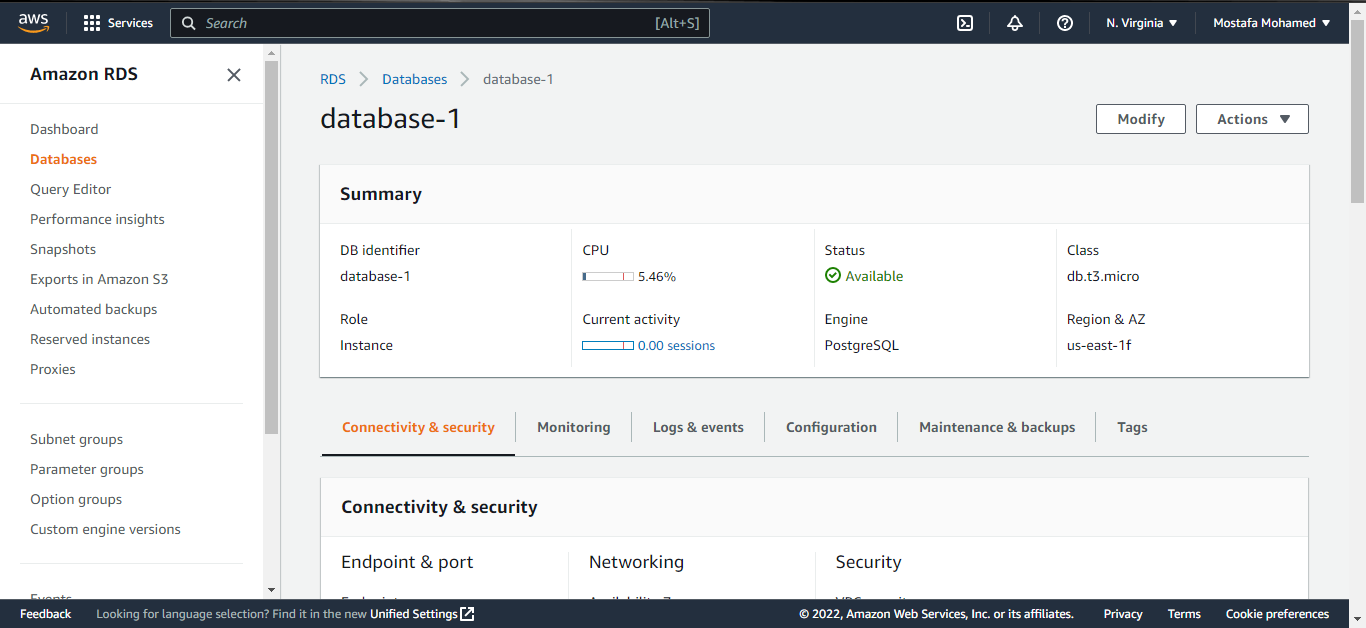 aws Services Search [Alt+S] N. Virginia Mostafa Mohamed
Amazon RDS
Dashboard
Databases
Query Editor
Performance insights
Snapshots
Exports in Amazon S3
Automated backups
Reserved instances
Proxies
Subnet groups
Parameter groups
Option groups
Custom engine versions
Events
RDS Databases database-1
database-1
Modify Actions
Summary
DB identifier
database-1
CPU
5.46%
Status
Available
Class
db.t3.micro
Role
Instance
Current activity
0.00 sessions
Engine
PostgreSQL
Region & AZ
us-east-1f
Connectivity & security Monitoring Logs & events Configuration Maintenance & backups Tags
Connectivity & security
Endpoint & port
Networking
Security
Feedback Looking for language selection? Find it in the new Unified Settings © 2022, Amazon Web Services, Inc. or its affiliates. Privacy Terms Cookie preferences